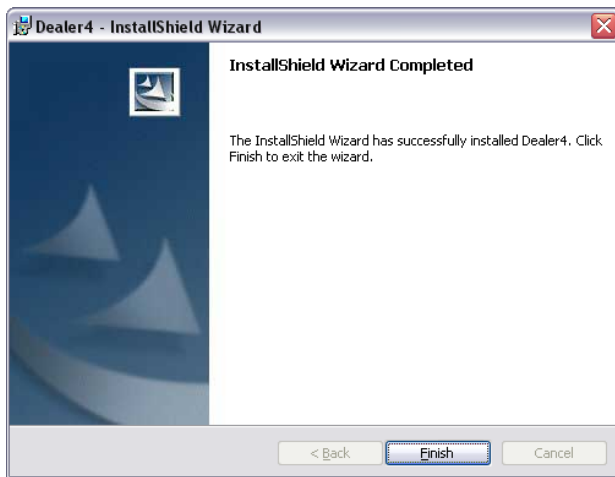 Dealer4 - InstallShield Wizard
InstallShield Wizard Completed
The InstallShield Wizard has successfully installed Dealer4. Click
Finish to exit the wizard.
< Back
Finish
Cancel